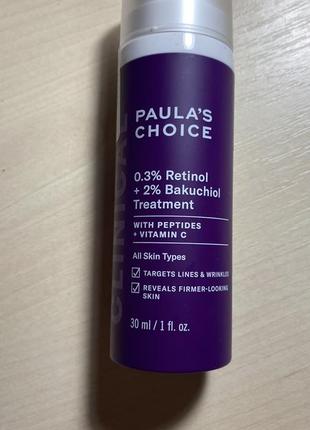 CLINICAL
PAULA'S
CHOICE
0.3% Retinol
+ 2% Bakuchiol
Treatment
WITH PEPTIDES
+ VITAMIN C
All Skin Types
TARGETS LINES & WRINKLES
REVEALS FIRMER-LOOKING
SKIN
30 ml / 1 fl. oz.